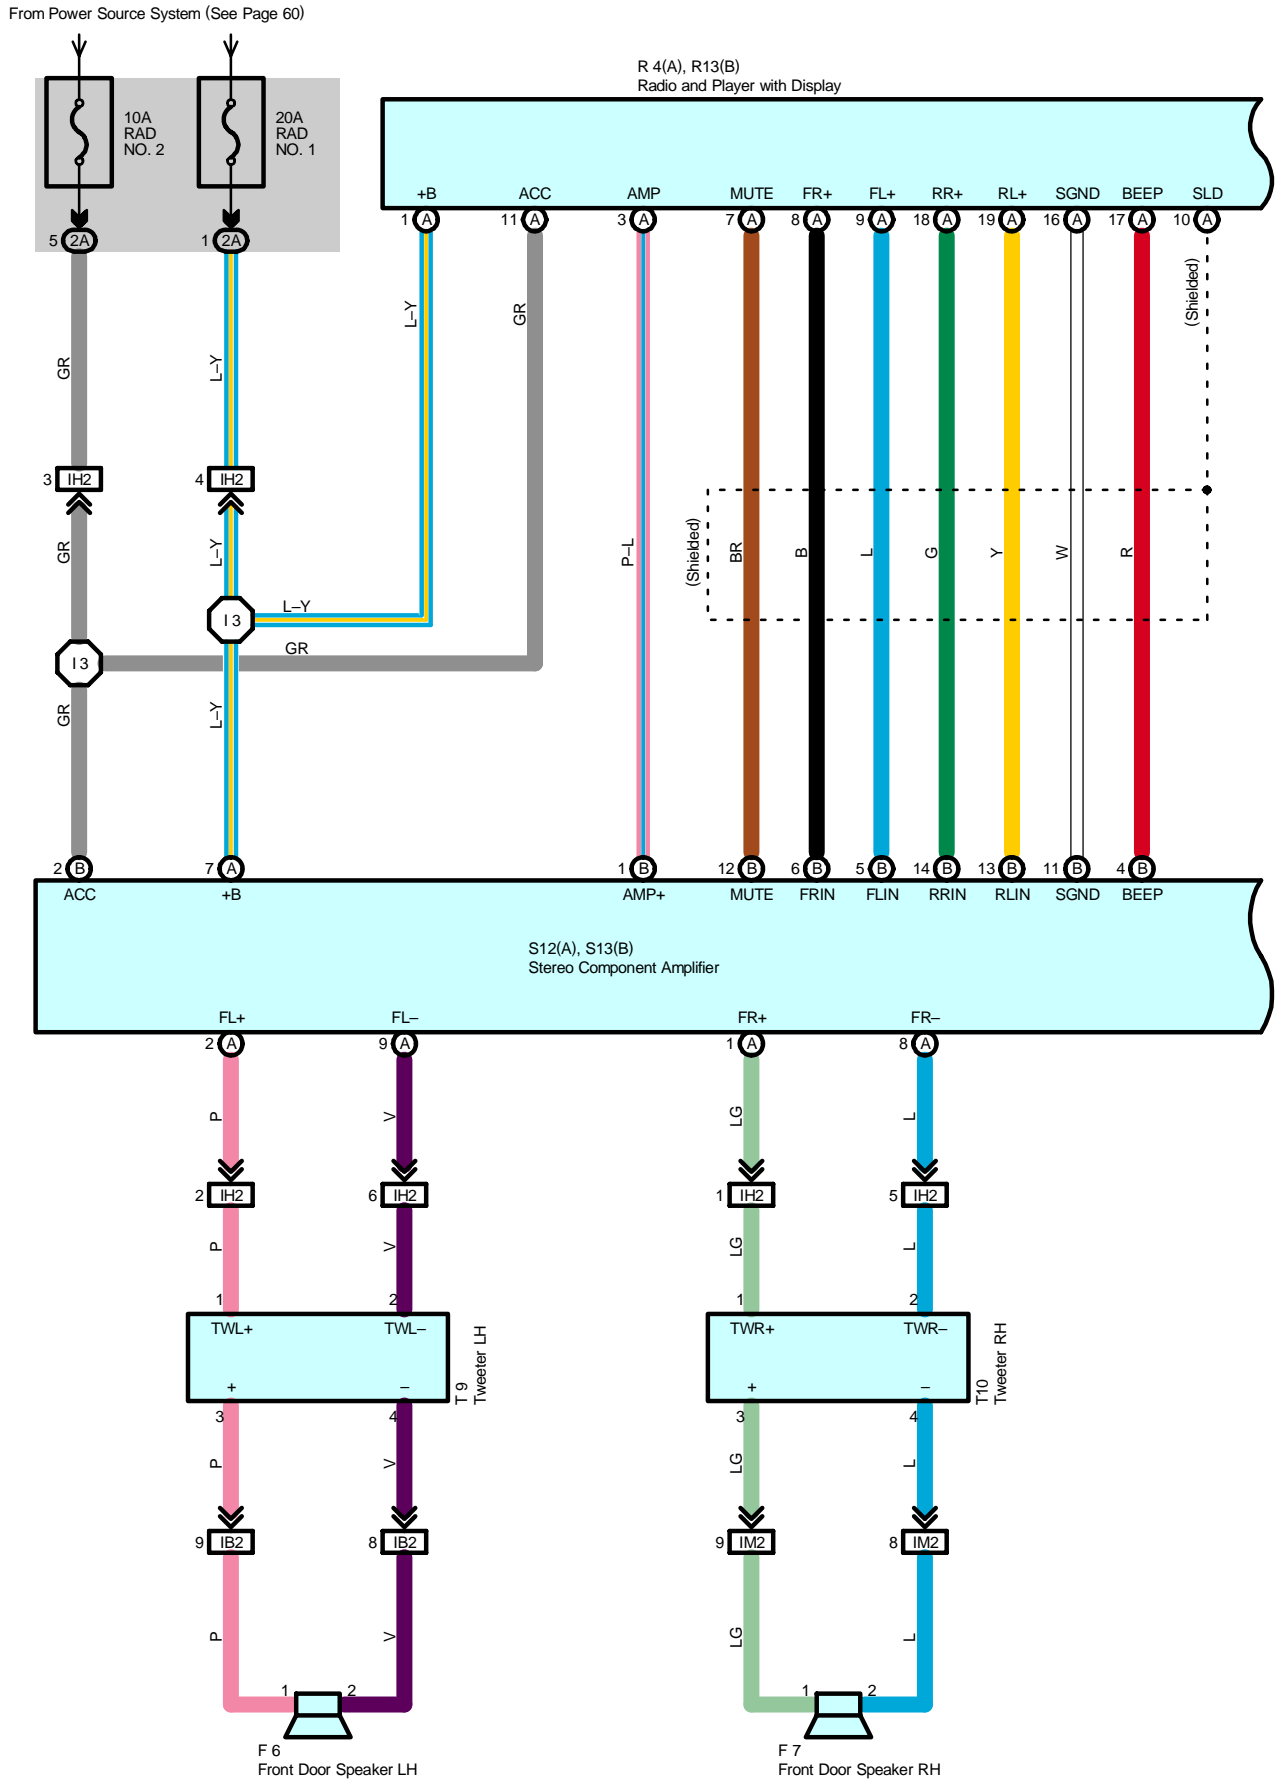 From Power Source System (See Page 60)
R 4(A), R13(B)
Radio and Player with Display
10A
RAD
NO. 2
20A
RAD
NO. 1
+B ACC AMP MUTE FR+ FL+ RR+ RL+ SGND BEEP SLD
1 A 11 A 3 A 7 A 8 A 9 A 18 A 19 A 16 A 17 A 10 A
5 2A 1 2A
(Shielded)
L–Y GR
GR L–Y
3 IH2 4 IH2
GR L–Y P–L (Shielded) BR B L G Y W R
I 3 L–Y
I 3 GR
GR L–Y
2 B 7 A 1 B 12 B 6 B 5 B 14 B 13 B 11 B 4 B
ACC +B AMP+ MUTE FRIN FLIN RRIN RLIN SGND BEEP
S12(A), S13(B)
Stereo Component Amplifier
FL+ FL– FR+ FR–
2 A 9 A 1 A 8 A
P V LG L
2 IH2 6 IH2 1 IH2 5 IH2
P V LG L
1 2 1 2
TWL+ TWL– TWR+ TWR–
T 9
Tweeter LH
T10
Tweeter RH
+ – + –
3 4 3 4
P V LG L
9 IB2 8 IB2 9 IM2 8 IM2
P V LG L
1 2 1 2
F 6
Front Door Speaker LH
F 7
Front Door Speaker RH